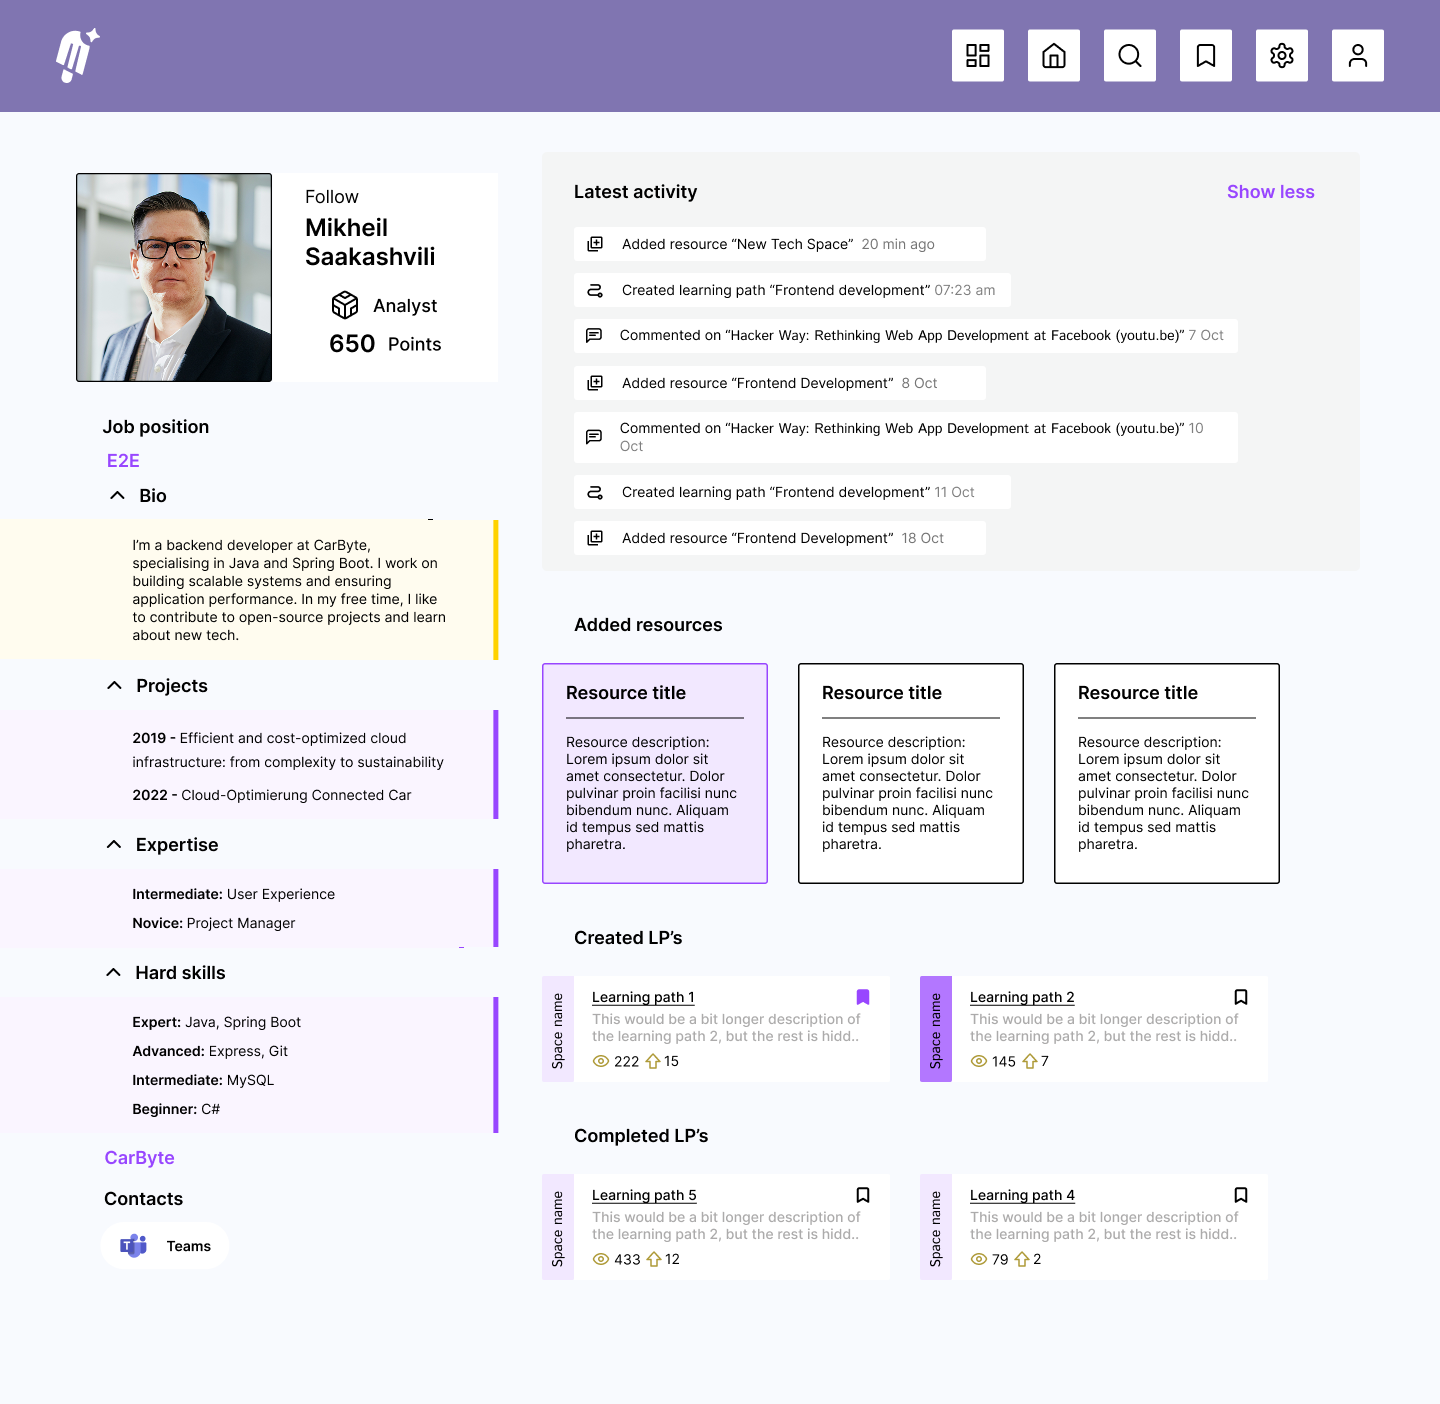 Follow
Mikheil
Saakashvili
Analyst
650 Points
Job position
E2E
Bio
I'm a backend developer at CarByte,
specialising in Java and Spring Boot. I work on
building scalable systems and ensuring
application performance. In my free time, I like
to contribute to open-source projects and learn
about new tech.
Projects
2019 - Efficient and cost-optimized cloud
infrastructure: from complexity to sustainability
2022 - Cloud-Optimierung Connected Car
Expertise
Intermediate: User Experience
Novice: Project Manager
Hard skills
Expert: Java, Spring Boot
Advanced: Express, Git
Intermediate: MySQL
Beginner: C#
CarByte
Contacts
Teams
Latest activity
Show less
Added resource “New Tech Space” 20 min ago
Created learning path “Frontend development” 07:23 am
Commented on “Hacker Way: Rethinking Web App Development at Facebook (youtu.be)” 7 Oct
Added resource “Frontend Development” 8 Oct
Commented on “Hacker Way: Rethinking Web App Development at Facebook (youtu.be)” 10
Oct
Created learning path “Frontend development” 11 Oct
Added resource “Frontend Development” 18 Oct
Added resources
Resource title
Resource description:
Lorem ipsum dolor sit
amet consectetur. Dolor
pulvinar proin facilisi nunc
bibendum nunc. Aliquam
id tempus sed mattis
pharetra.
Resource title
Resource description:
Lorem ipsum dolor sit
amet consectetur. Dolor
pulvinar proin facilisi nunc
bibendum nunc. Aliquam
id tempus sed mattis
pharetra.
Resource title
Resource description:
Lorem ipsum dolor sit
amet consectetur. Dolor
pulvinar proin facilisi nunc
bibendum nunc. Aliquam
id tempus sed mattis
pharetra.
Created LP’s
Space name
Learning path 1
This would be a bit longer description of
the learning path 2, but the rest is hidd..
222 15
Space name
Learning path 2
This would be a bit longer description of
the learning path 2, but the rest is hidd..
145 7
Completed LP’s
Space name
Learning path 5
This would be a bit longer description of
the learning path 2, but the rest is hidd..
433 12
Space name
Learning path 4
This would be a bit longer description of
the learning path 2, but the rest is hidd..
79 2